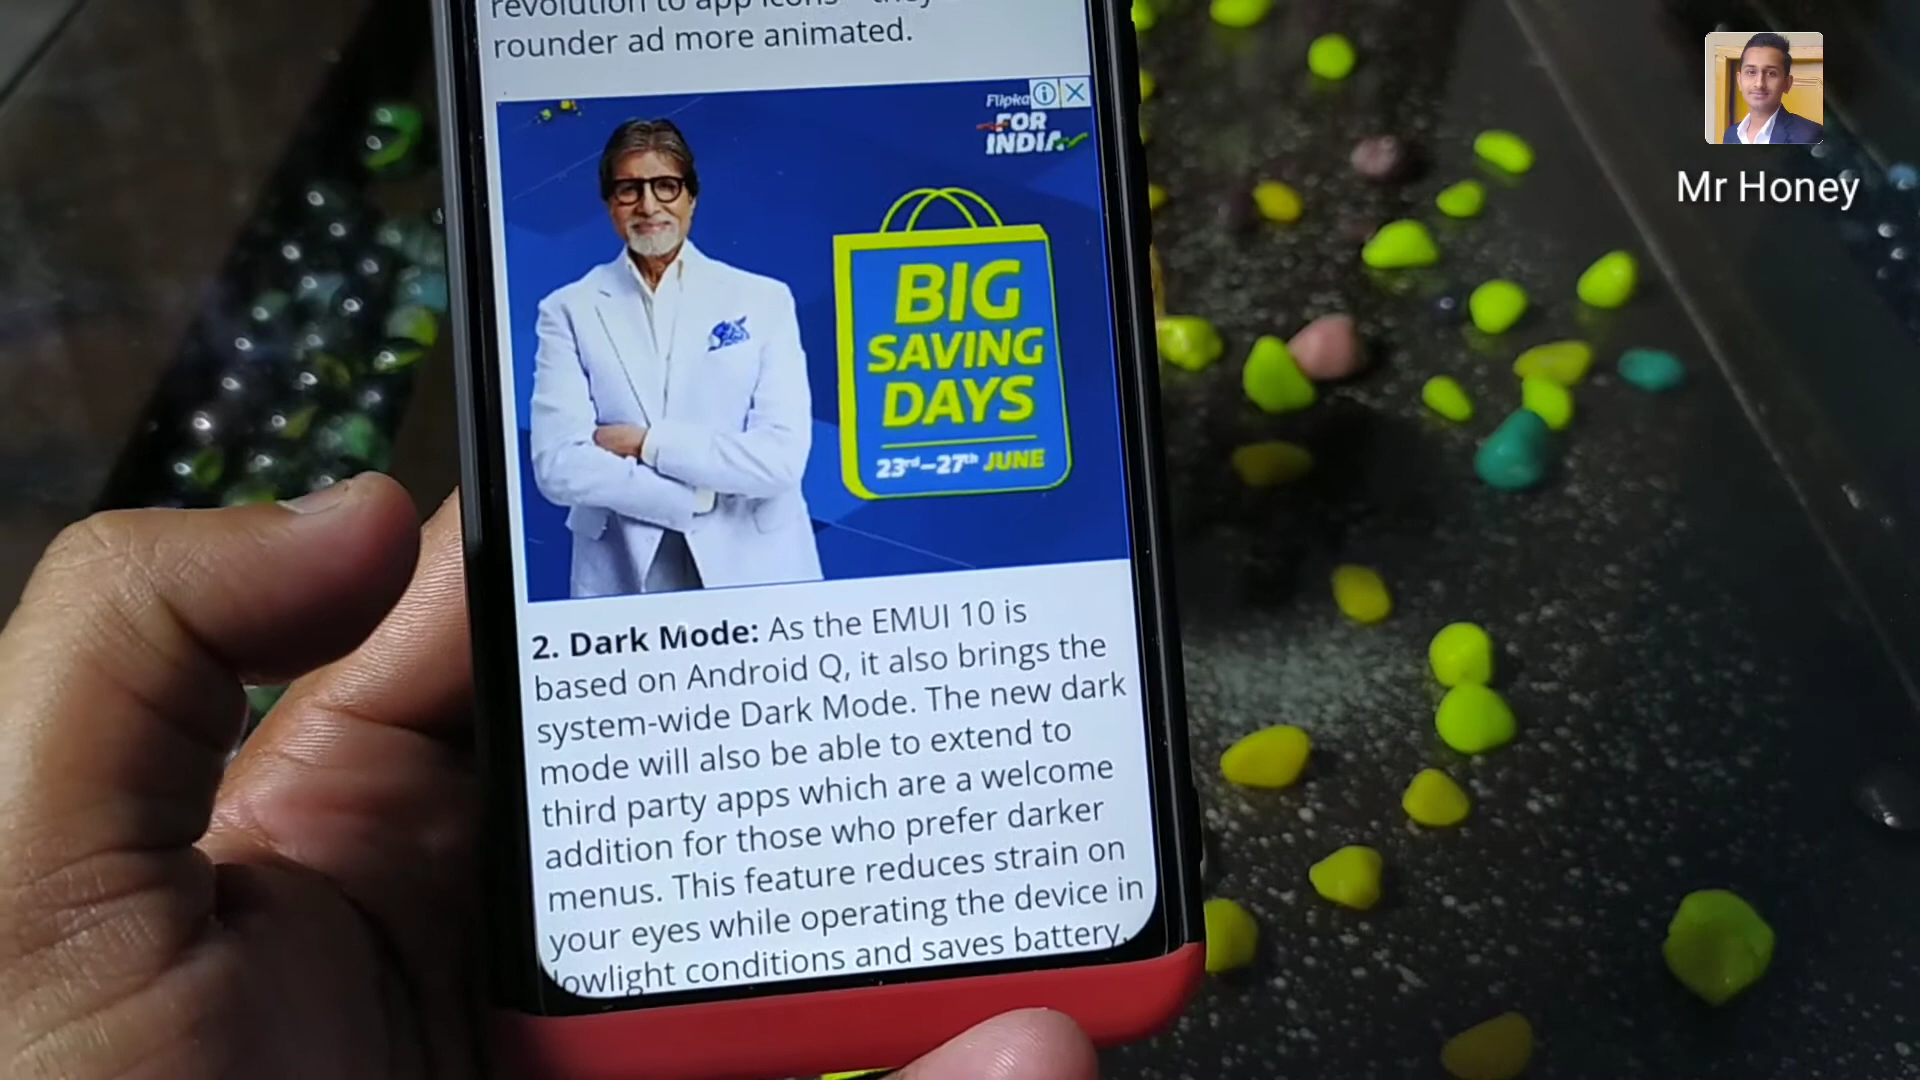 rounder ad more animated.
Flipka
FOR
INDIA
BIG
SAVING
DAYS
23rd–27th JUNE
2. Dark Mode: As the EMUI 10 is
based on Android Q, it also brings the
system-wide Dark Mode. The new dark
mode will also be able to extend to
third party apps which are a welcome
addition for those who prefer darker
menus. This feature reduces strain on
your eyes while operating the device in
lowlight conditions and saves battery.
Mr Honey